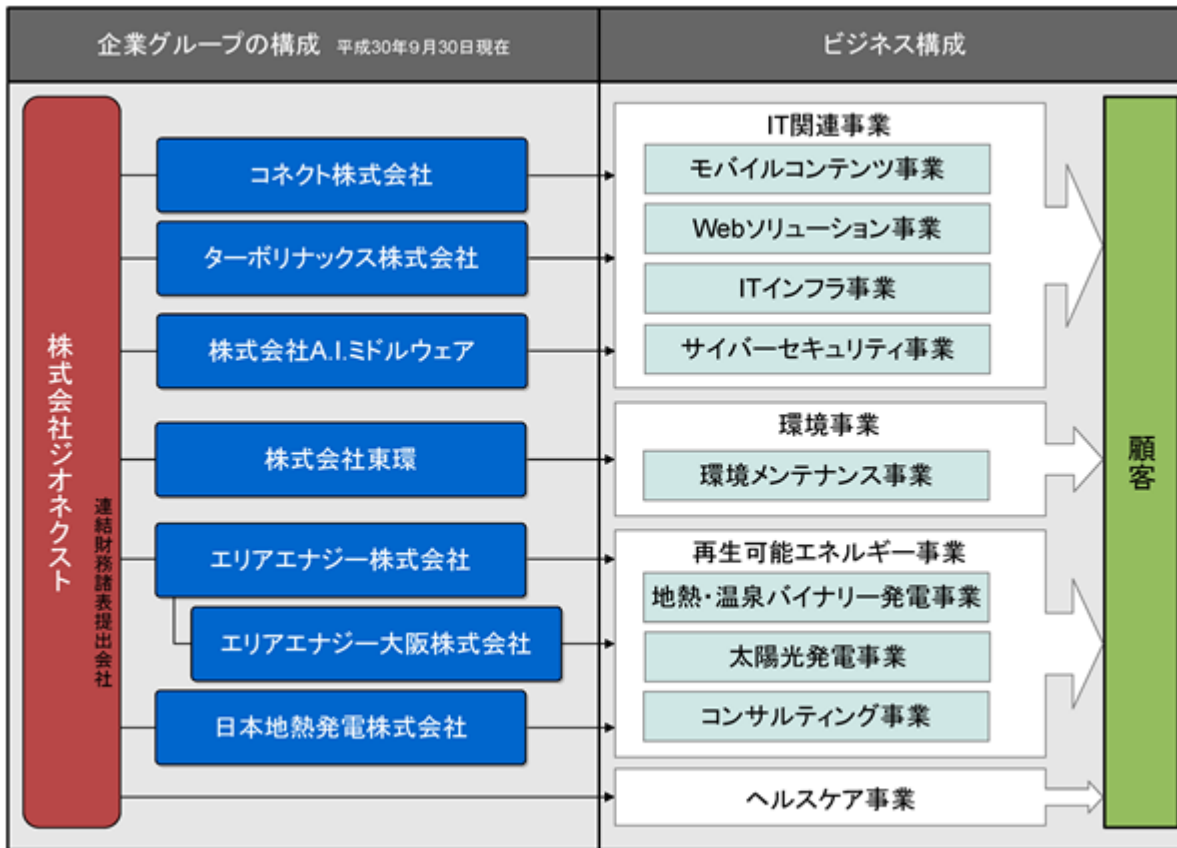 企業グループの構成 平成30年9月30日現在
ビジネス構成
株式会社ジオネクスト
連結財務諸表提出会社
コネクト株式会社
ターボリナックス株式会社
株式会社A.I.ミドルウェア
株式会社東環
エリアエナジー株式会社
エリアエナジー大阪株式会社
日本地熱発電株式会社
IT関連事業
モバイルコンテンツ事業
Webソリューション事業
ITインフラ事業
サイバーセキュリティ事業
環境事業
環境メンテナンス事業
再生可能エネルギー事業
地熱・温泉バイナリー発電事業
太陽光発電事業
コンサルティング事業
ヘルスケア事業
顧客